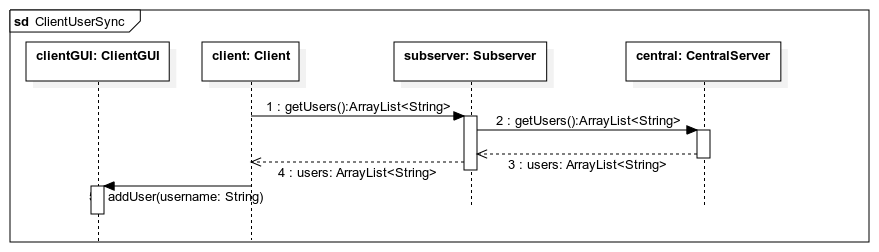 sd ClientUserSync
clientGUI: ClientGUI
client: Client
subserver: Subserver
central: CentralServer
1 : getUsers():ArrayList<String>
2 : getUsers():ArrayList<String>
3 : users: ArrayList<String>
4 : users: ArrayList<String>
addUser(username: String)